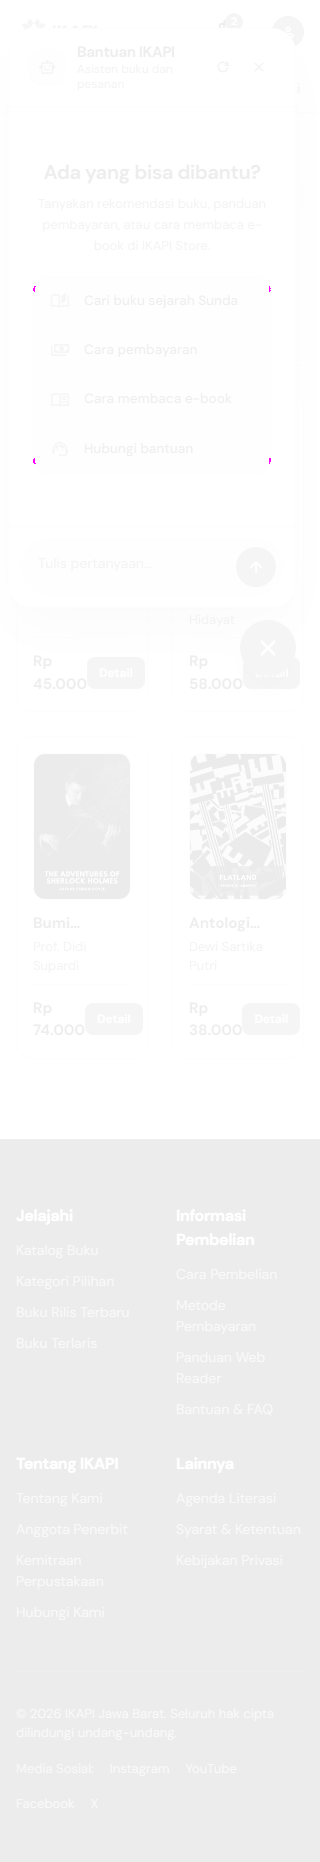 2
Bantuan IKAPI
Asisten buku dan
pesanan
Ada yang bisa dibantu?
Tanyakan rekomendasi buku, panduan
pembayaran, atau cara membaca e-
book di IKAPI Store.
Cari buku sejarah Sunda
Cara pembayaran
Cara membaca e-book
Hubungi bantuan
Tulis pertanyaan...
Hidayat
Rp
45.000
Detail
Rp
58.000
THE ADVENTURES OF
SHERLOCK HOLMES
FLATLAND
Bumi...
Prof. Didi
Supardi
Rp
74.000
Detail
Antologi...
Dewi Sartika
Putri
Rp
38.000
Detail
Jelajahi
Katalog Buku
Kategori Pilihan
Buku Rilis Terbaru
Buku Terlaris
Informasi
Pembelian
Cara Pembelian
Metode
Pembayaran
Panduan Web
Reader
Bantuan & FAQ
Tentang IKAPI
Tentang Kami
Anggota Penerbit
Kemitraan
Perpustakaan
Hubungi Kami
Lainnya
Agenda Literasi
Syarat & Ketentuan
Kebijakan Privasi
© 2026 IKAPI Jawa Barat. Seluruh hak cipta
dilindungi undang-undang.
Media Sosial: Instagram YouTube
Facebook X